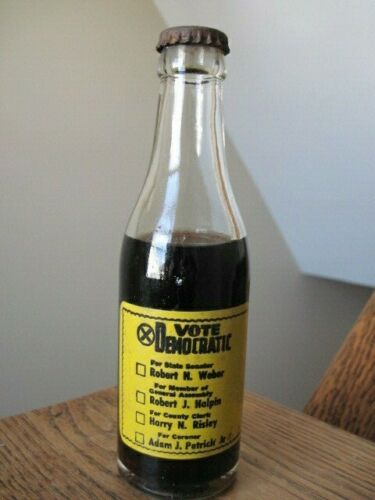 VOTE
DEMOCRATIC
For State Senator
Robert N. Weber
For Member of
General Assembly
Robert J. Halpin
For County Clerk
Harry N. Risley
For Coroner
Adam J. Patrick